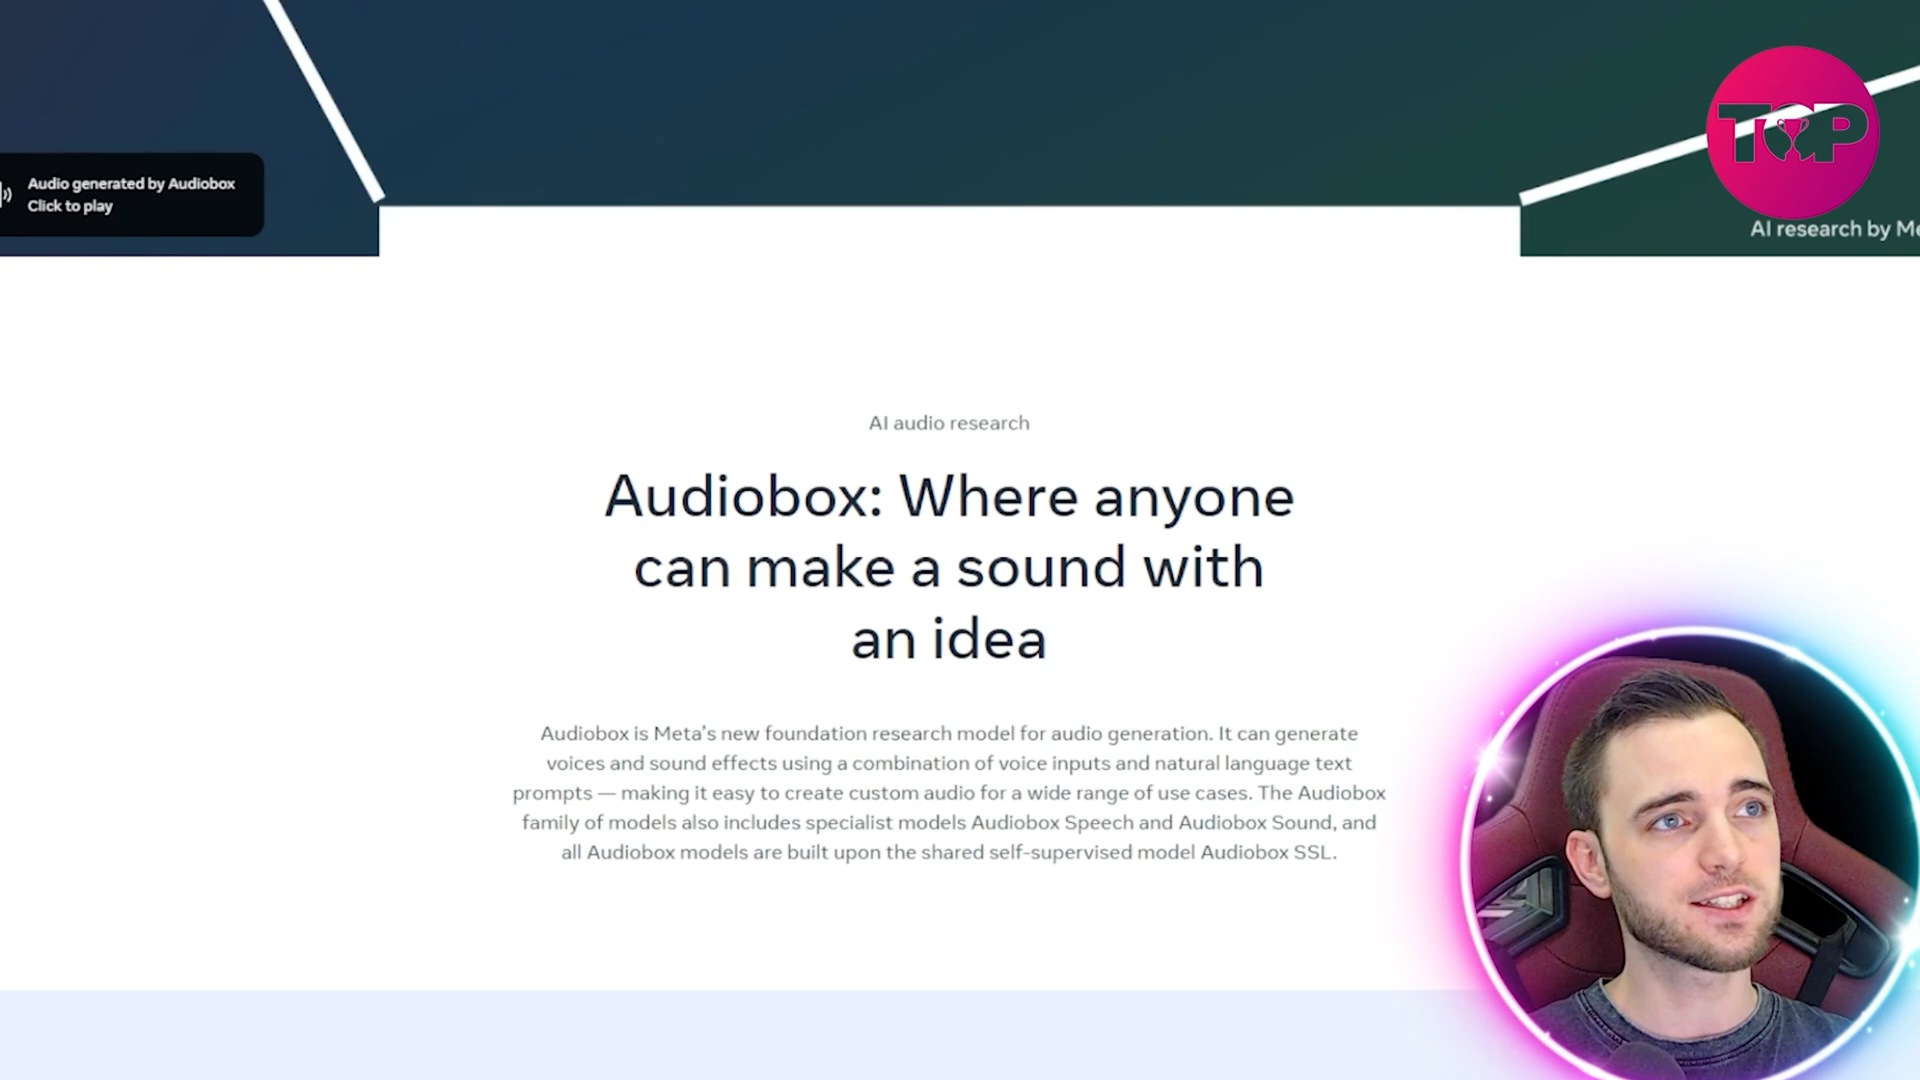 TOP
Audio generated by Audiobox
Click to play
AI research by Me
AI audio research
Audiobox: Where anyone
can make a sound with
an idea
Audiobox is Meta's new foundation research model for audio generation. It can generate
voices and sound effects using a combination of voice inputs and natural language text
prompts — making it easy to create custom audio for a wide range of use cases. The Audiobox
family of models also includes specialist models Audiobox Speech and Audiobox Sound, and
all Audiobox models are built upon the shared self-supervised model Audiobox SSL.